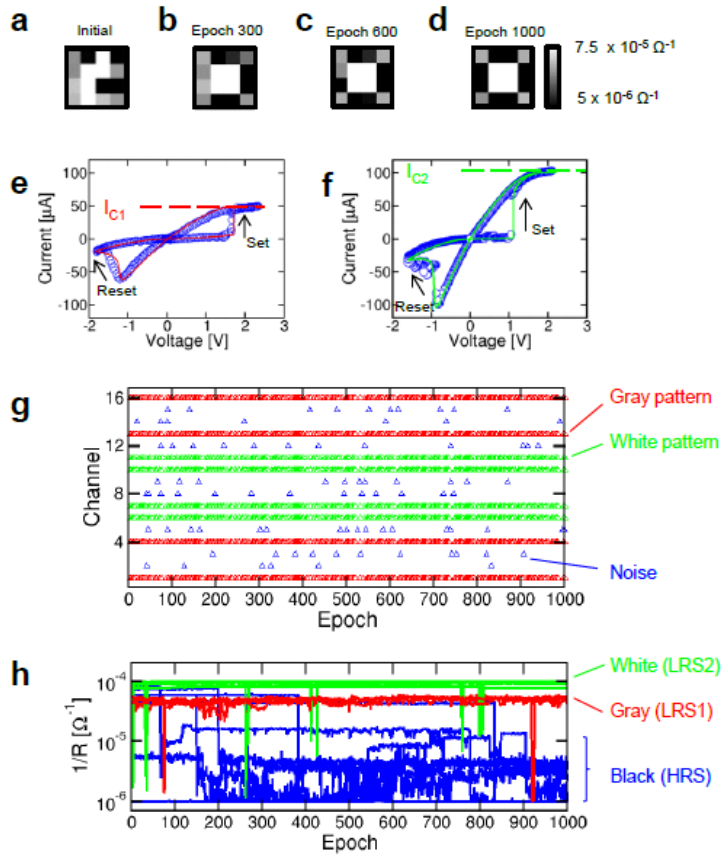 a Initial
b Epoch 300
c Epoch 600
d Epoch 1000
7.5 x 10⁻⁵ Ω⁻¹
5 x 10⁻⁶ Ω⁻¹
e
100
50
0
-50
-100
Current [µA]
I_C1
Set
Reset
-2 -1 0 1 2 3
Voltage [V]
f
100
50
0
-50
-100
Current [µA]
I_C2
Set
Reset
-2 -1 0 1 2 3
Voltage [V]
g
16
12
8
4
Channel
0 100 200 300 400 500 600 700 800 900 1000
Epoch
Gray pattern
White pattern
Noise
h
10⁻⁴
10⁻⁵
10⁻⁶
1/R [Ω⁻¹]
0 100 200 300 400 500 600 700 800 900 1000
Epoch
White (LRS2)
Gray (LRS1)
Black (HRS)